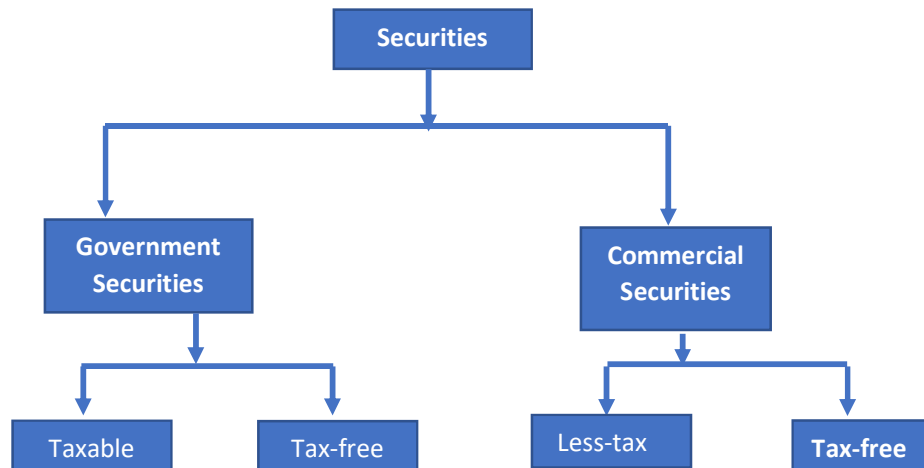 Securities
Government
Securities
Commercial
Securities
Taxable
Tax-free
Less-tax
Tax-free